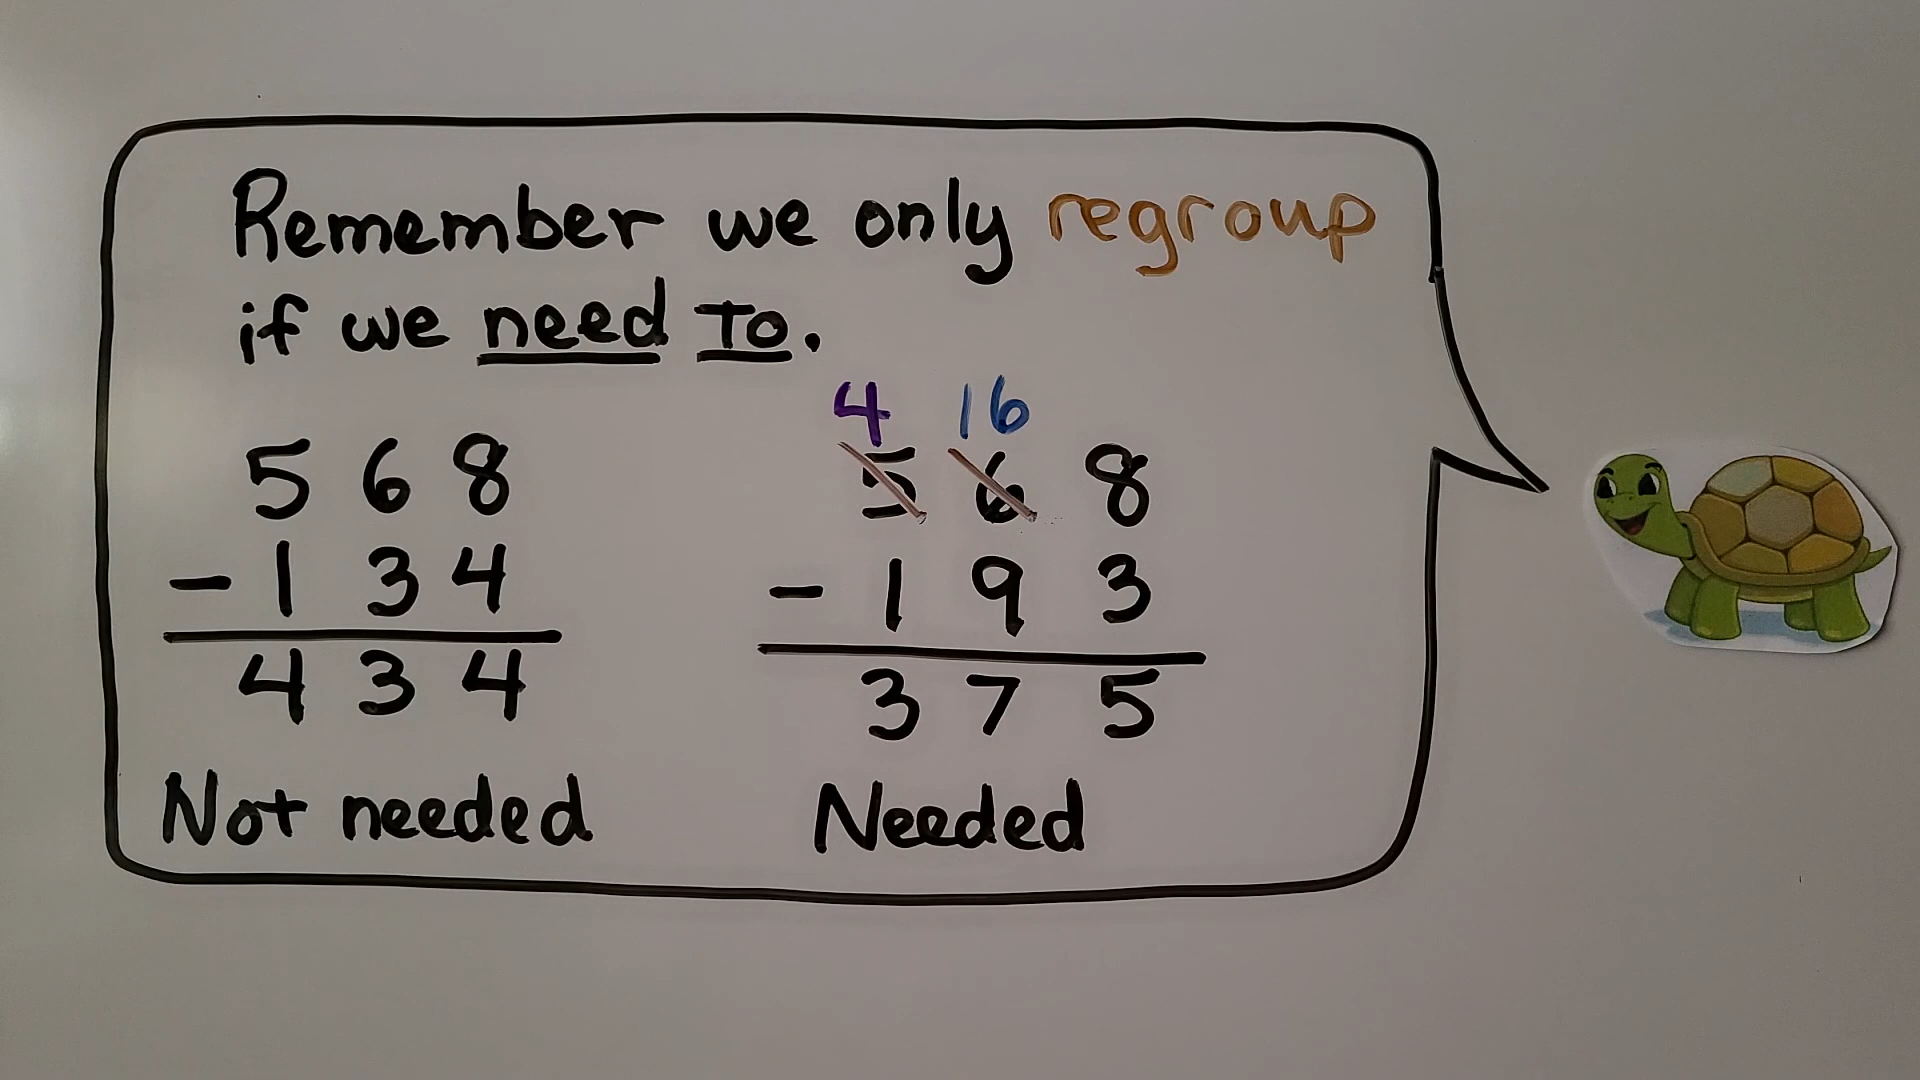 Remember we only regroup
if we need to.
4 16
5 6 8 5 6 8
- 1 3 4 - 1 9 3
4 3 4 3 7 5
Not needed Needed